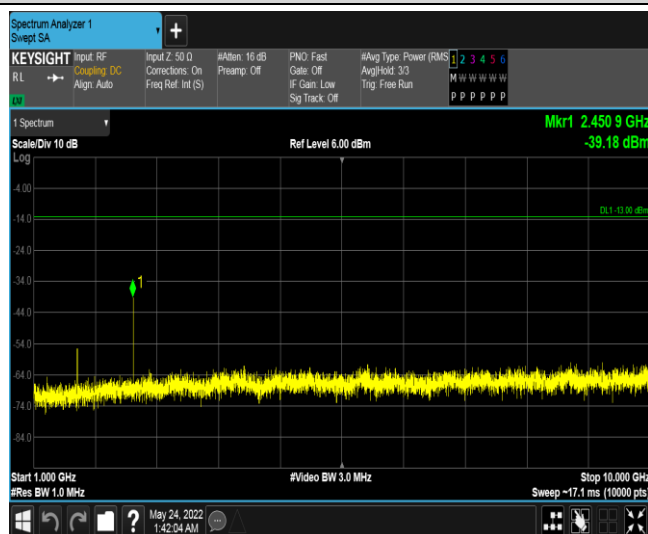 Spectrum Analyzer 1
Swept SA
+
KEYSIGHT
RL
LXI
Input: RF
Coupling: DC
Align: Auto
Input Z: 50 Ω
Corrections: On
Freq Ref: Int (S)
#Atten: 16 dB
Preamp: Off
PNO: Fast
Gate: Off
IF Gain: Low
Sig Track: Off
#Avg Type: Power (RMS
Avg|Hold: 3/3
Trig: Free Run
1 2 3 4 5 6
M W W W W W
P P P P P P
1 Spectrum
Mkr1 2.450 9 GHz
Scale/Div 10 dB
Ref Level 6.00 dBm
-39.18 dBm
Log
-4.00
DL1 -13.00 dBm
-14.0
-24.0
-34.0
1
-44.0
-54.0
-64.0
-74.0
-84.0
Start 1.000 GHz
#Video BW 3.0 MHz
Stop 10.000 GHz
#Res BW 1.0 MHz
Sweep ~17.1 ms (10000 pts)
?
May 24, 2022
1:42:04 AM